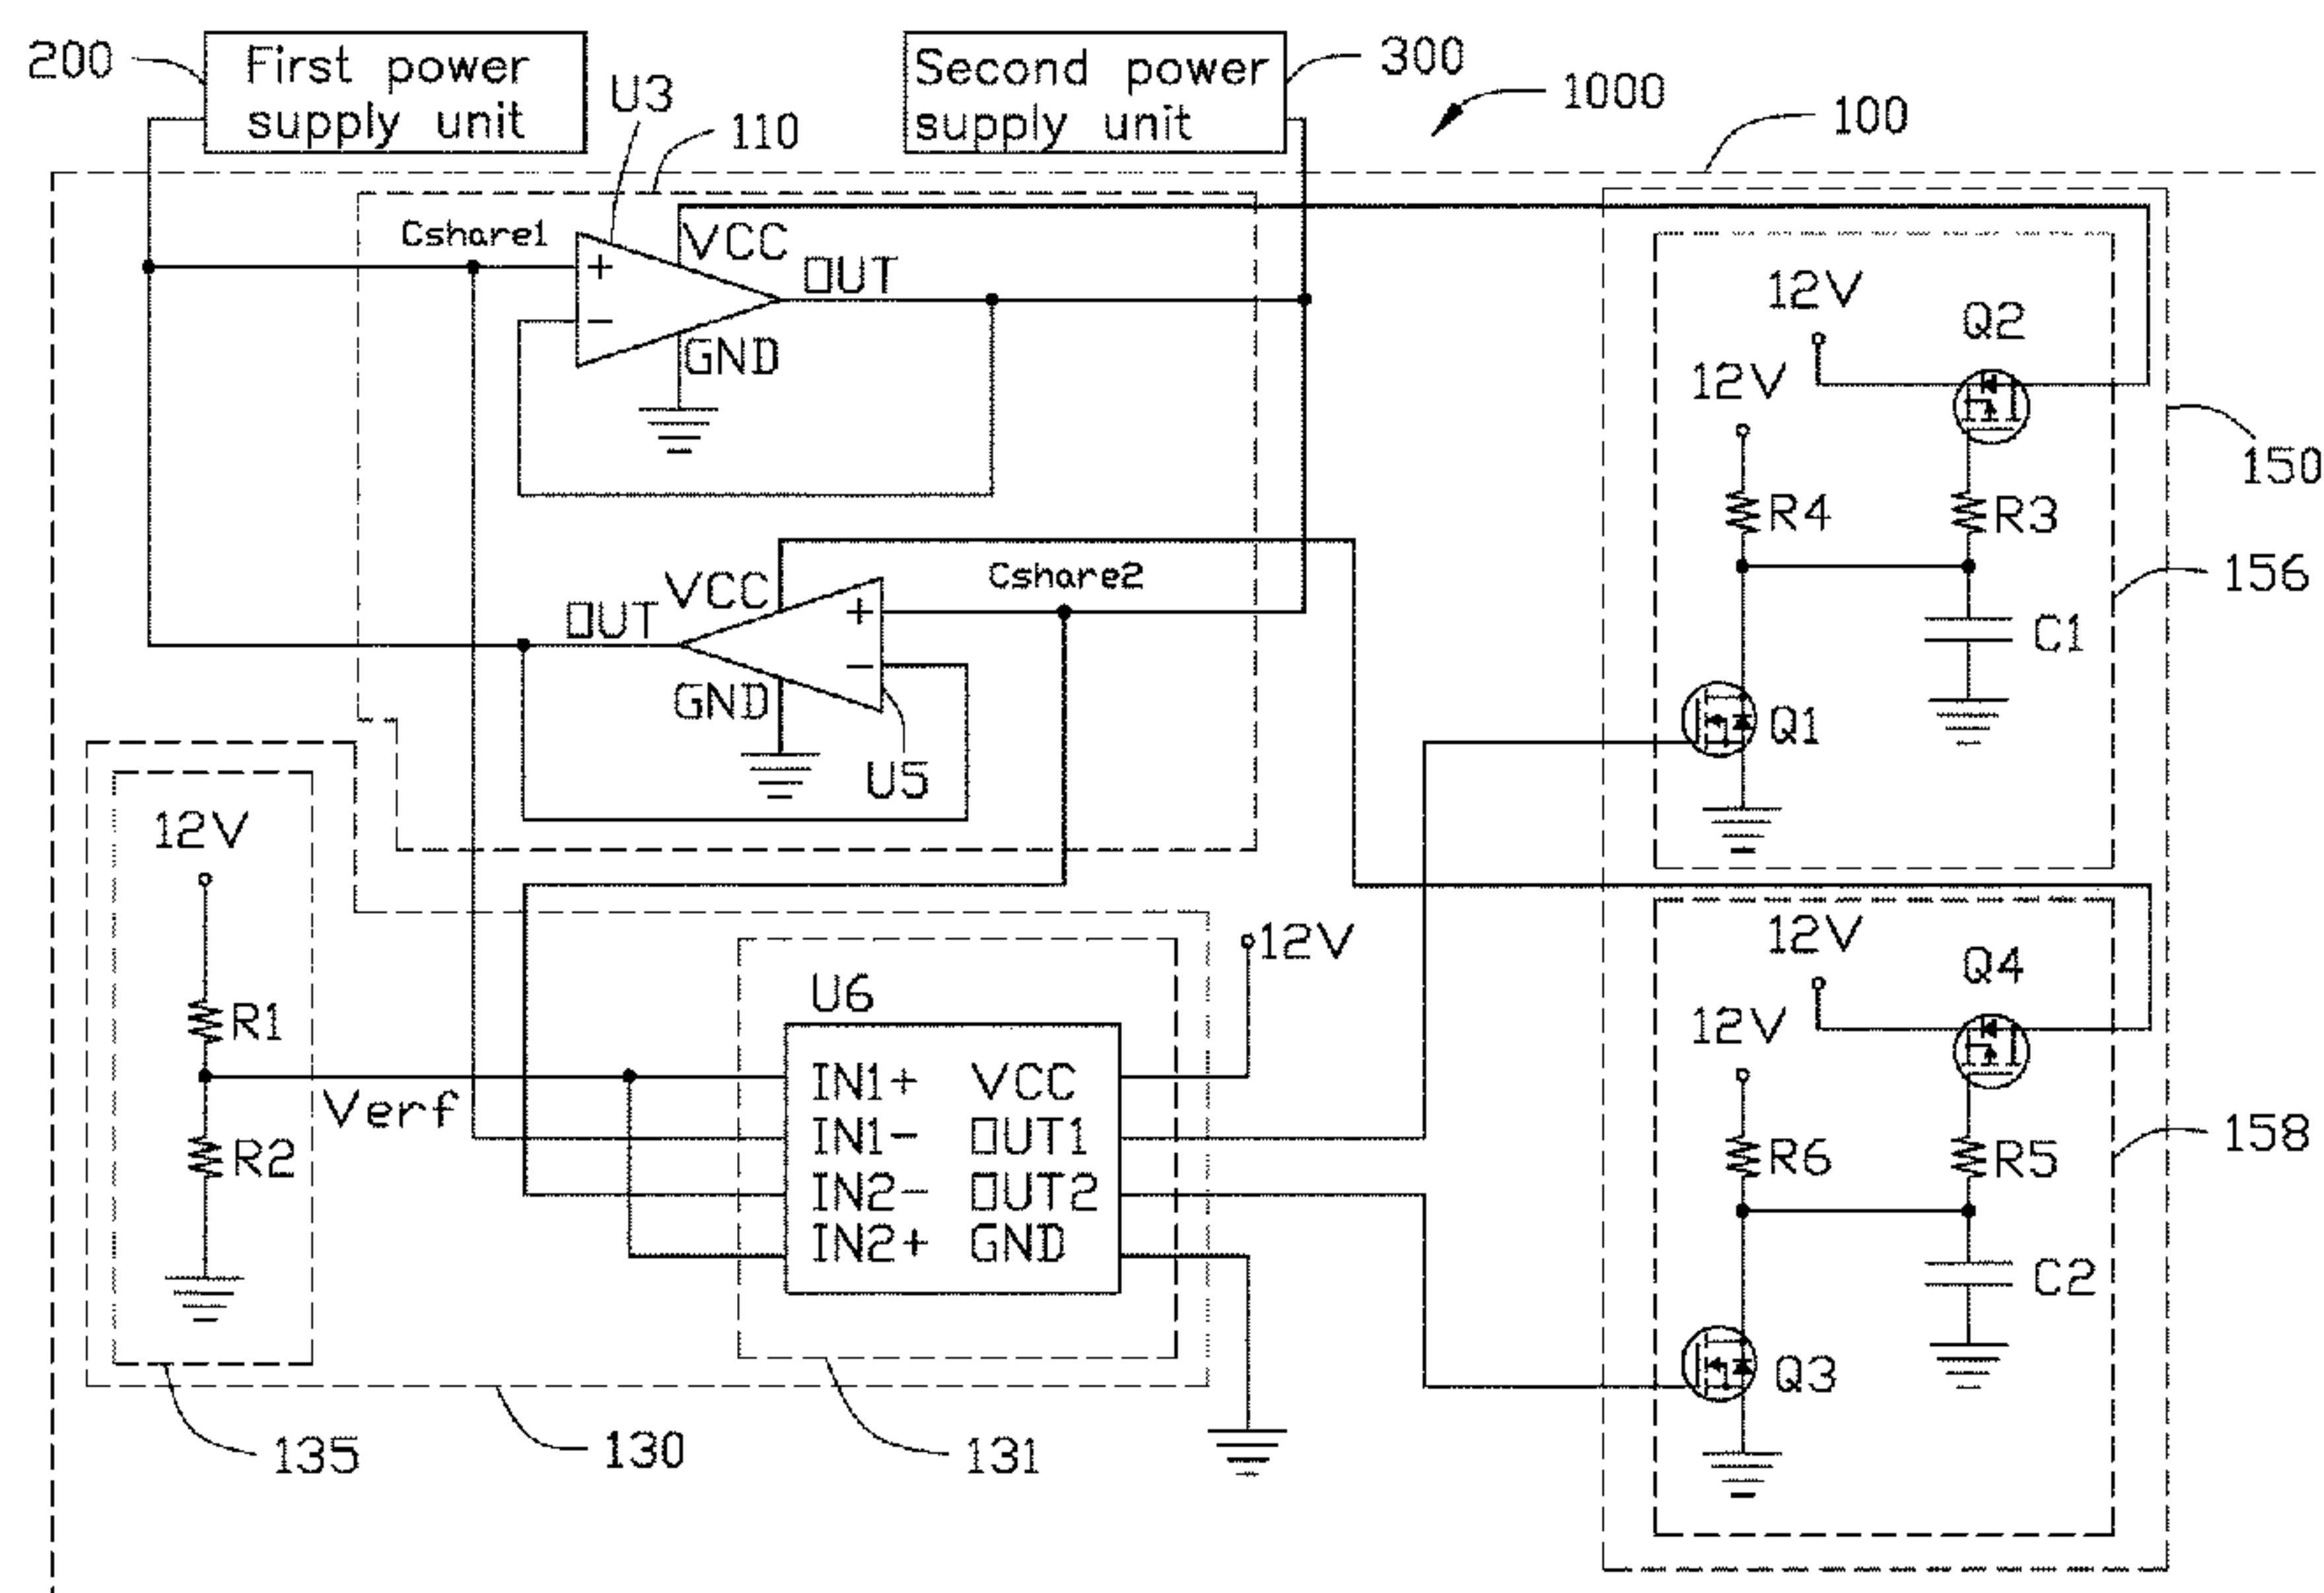 200
First power
supply unit
U3
110
Second power
supply unit
300
1000
100
Cshare1
+
VCC
OUT
−
GND
12V
Q2
12V
R4
R3
150
156
C1
Q1
VCC
Cshare2
OUT
+
−
GND
U5
12V
R1
Verf
R2
U6
12V
IN1+ VCC
IN1− OUT1
IN2− OUT2
IN2+ GND
12V
Q4
12V
R6
R5
158
C2
Q3
135
130
131